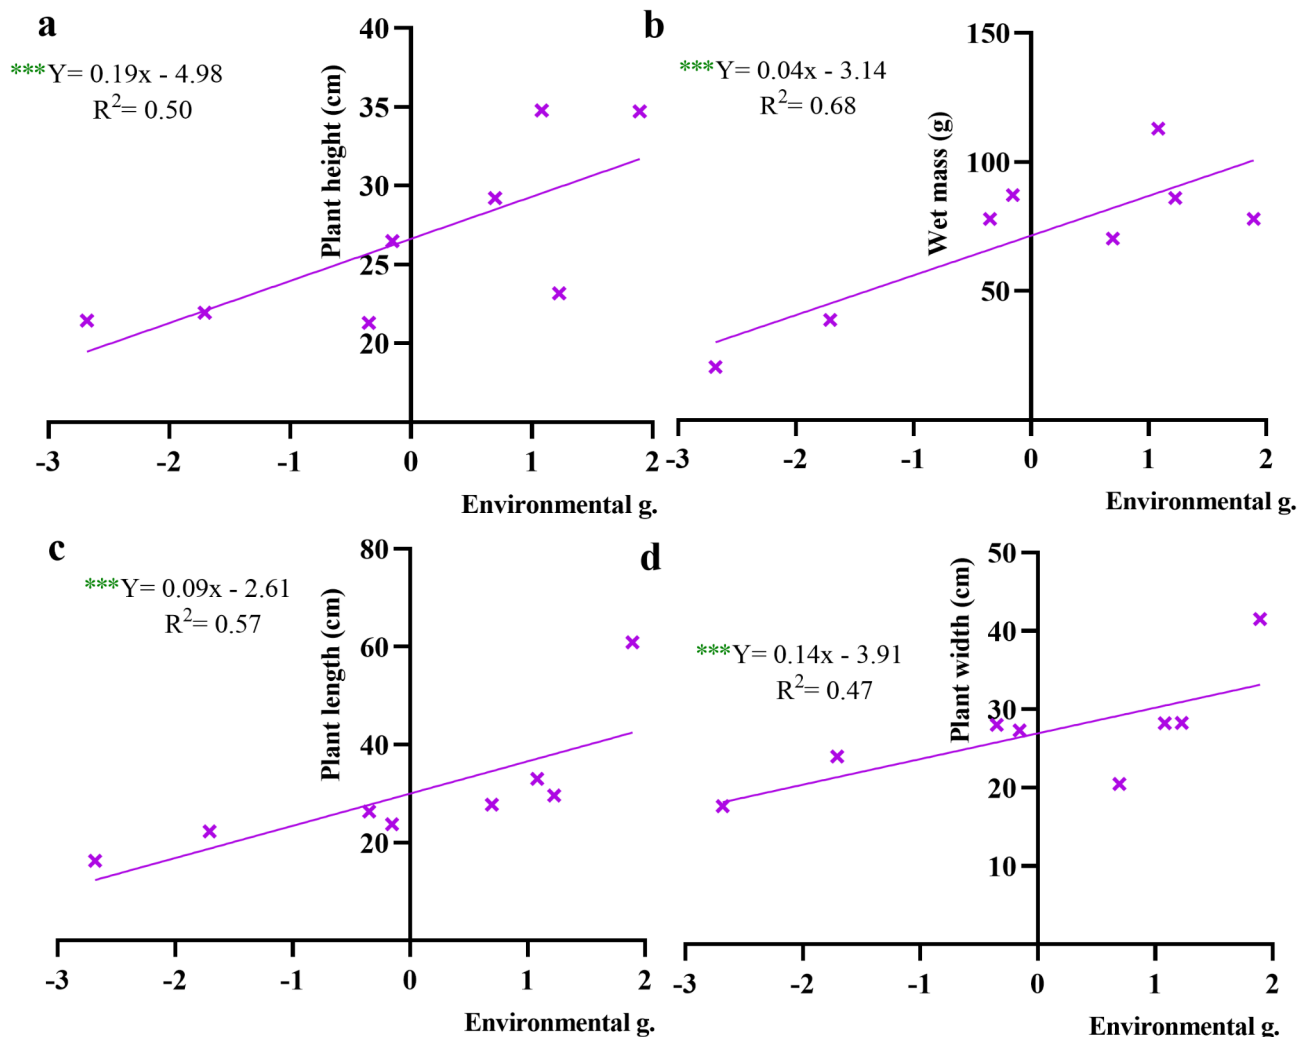 a
***Y= 0.19x - 4.98
R²= 0.50
Plant height (cm)
40
35
30
25
20
-3 -2 -1 0 1 2
Environmental g.
b
***Y= 0.04x - 3.14
R²= 0.68
Wet mass (g)
150
100
50
-3 -2 -1 0 1 2
Environmental g.
c
***Y= 0.09x - 2.61
R²= 0.57
Plant length (cm)
80
60
40
20
-3 -2 -1 0 1 2
Environmental g.
d
***Y= 0.14x - 3.91
R²= 0.47
Plant width (cm)
50
40
30
20
10
-3 -2 -1 0 1 2
Environmental g.